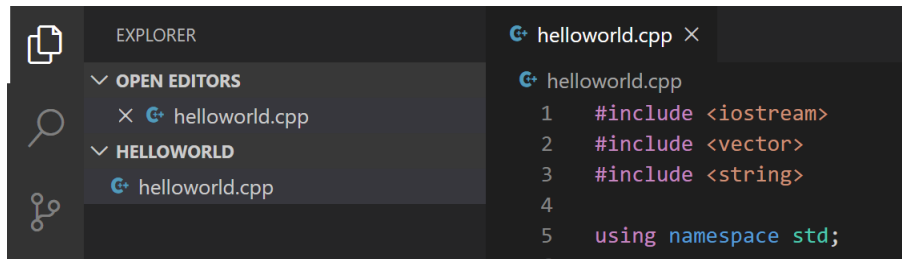 EXPLORER
OPEN EDITORS
helloworld.cpp
HELLOWORLD
helloworld.cpp
helloworld.cpp
helloworld.cpp
1 #include <iostream>
2 #include <vector>
3 #include <string>
4
5 using namespace std;